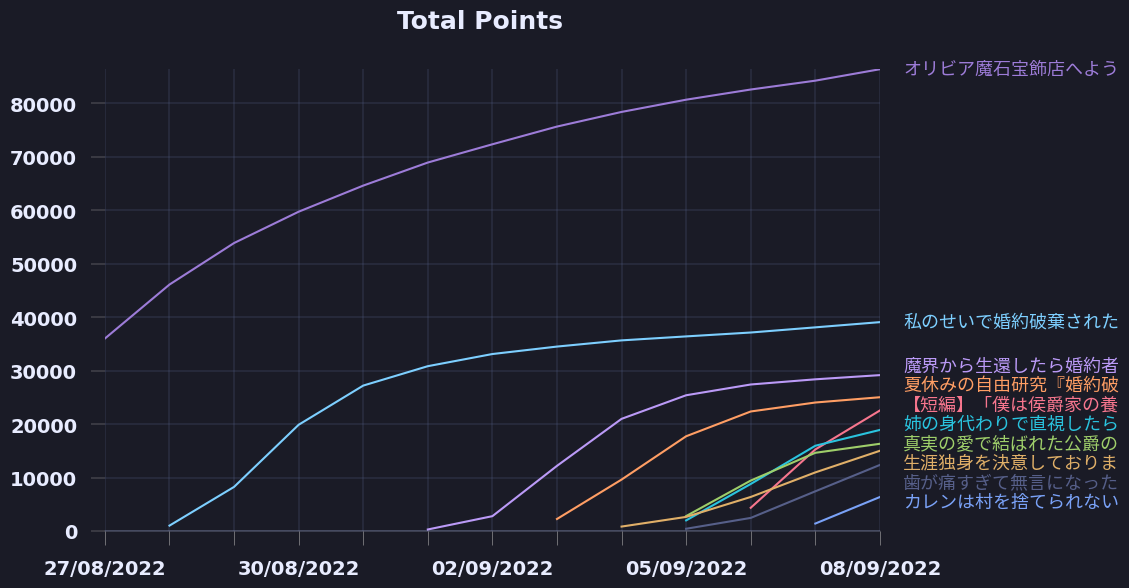 Total Points
オリビア魔石宝飾店へよう
80000
70000
60000
50000
40000
私のせいで婚約破棄された
魔界から生還したら婚約者
30000
夏休みの自由研究『婚約破
【短編】「僕は侯爵家の養
姉の身代わりで直視したら
20000
真実の愛で結ばれた公爵の
生涯独身を決意しておりま
10000
歯が痛すぎて無言になった
カレンは村を捨てられない
0
27/08/2022 30/08/2022 02/09/2022 05/09/2022 08/09/2022